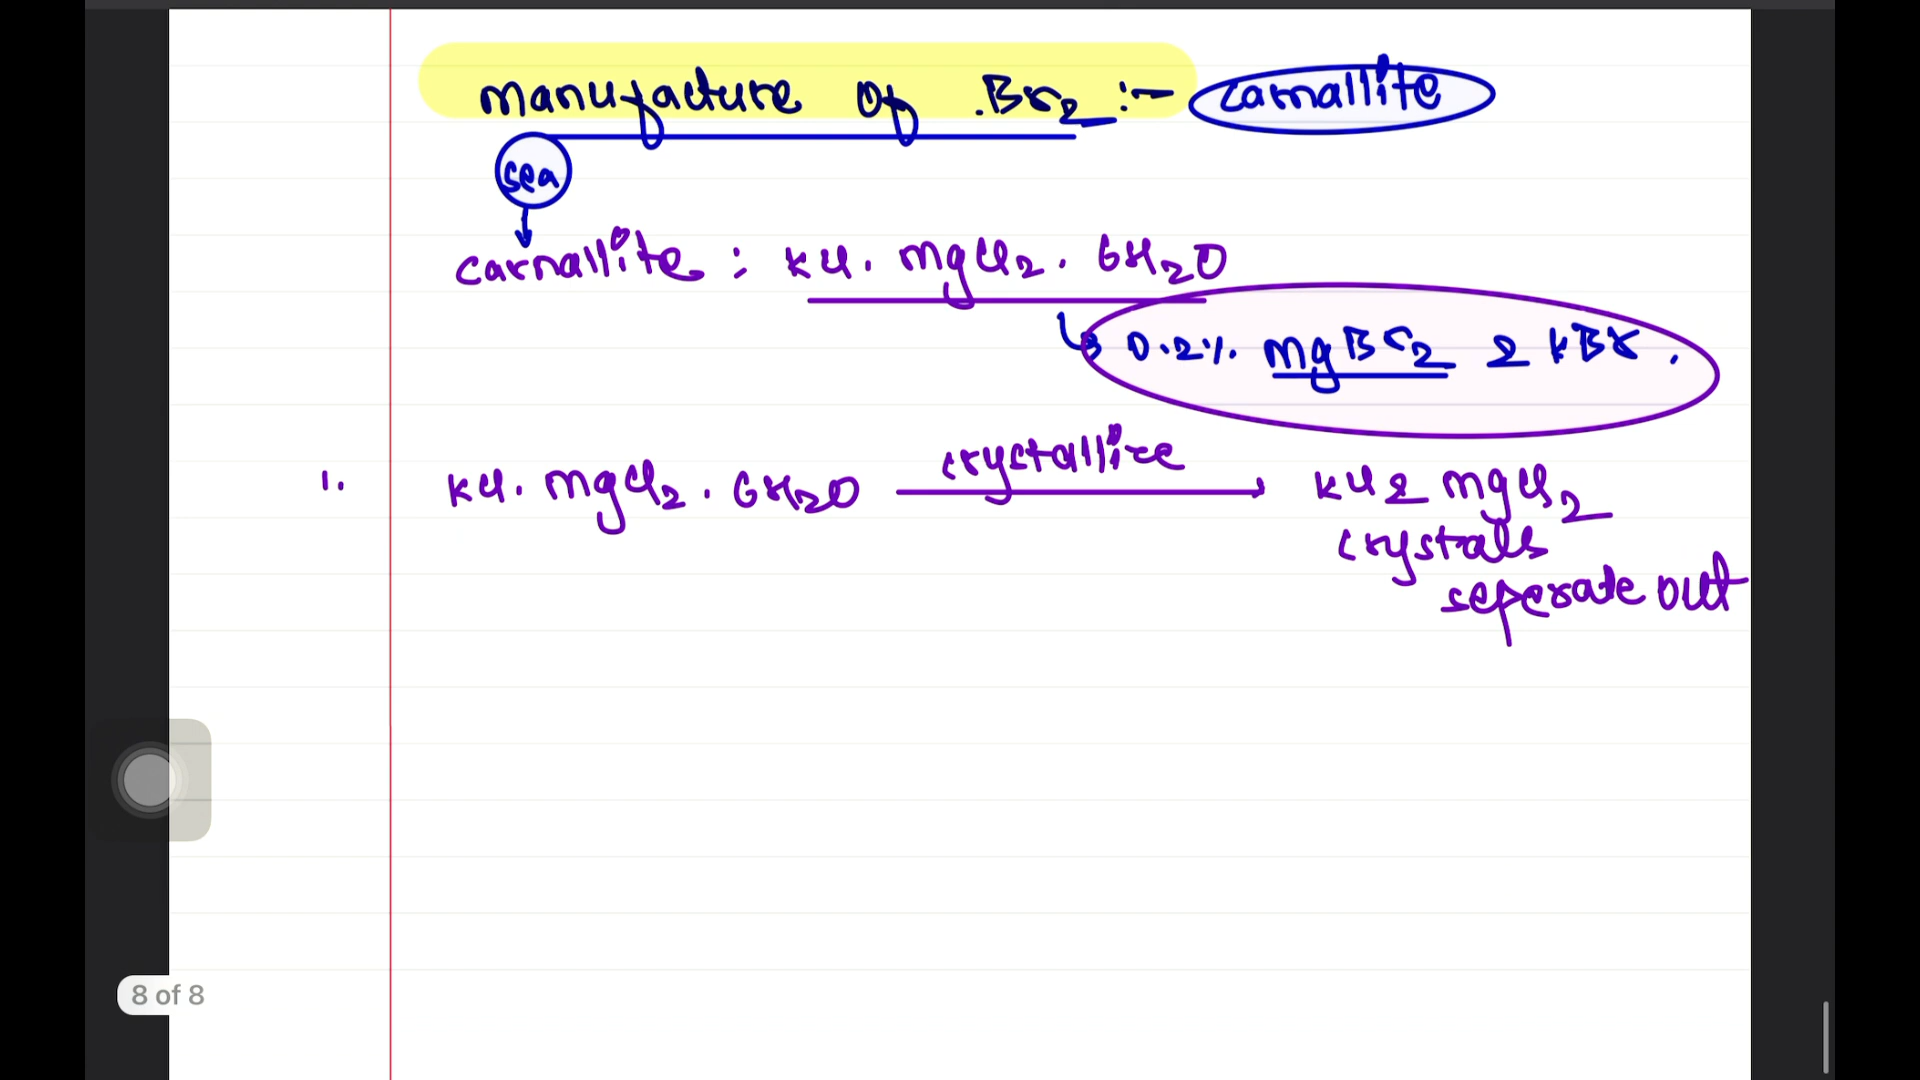 manufacture of Br₂ :- carnallite
sea
carnallite : KCl. MgCl₂. 6H₂O
0.2%. MgBr₂ & KBr.
1. KCl. MgCl₂. 6H₂O crystallize KCl & MgCl₂
crystals
seperate out
8 of 8